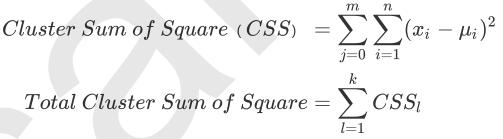 Cluster Sum of Square (CSS) = \sum_{j=0}^{m} \sum_{i=1}^{n} (x_i - \mu_i)^2
Total Cluster Sum of Square = \sum_{l=1}^{k} CSS_l